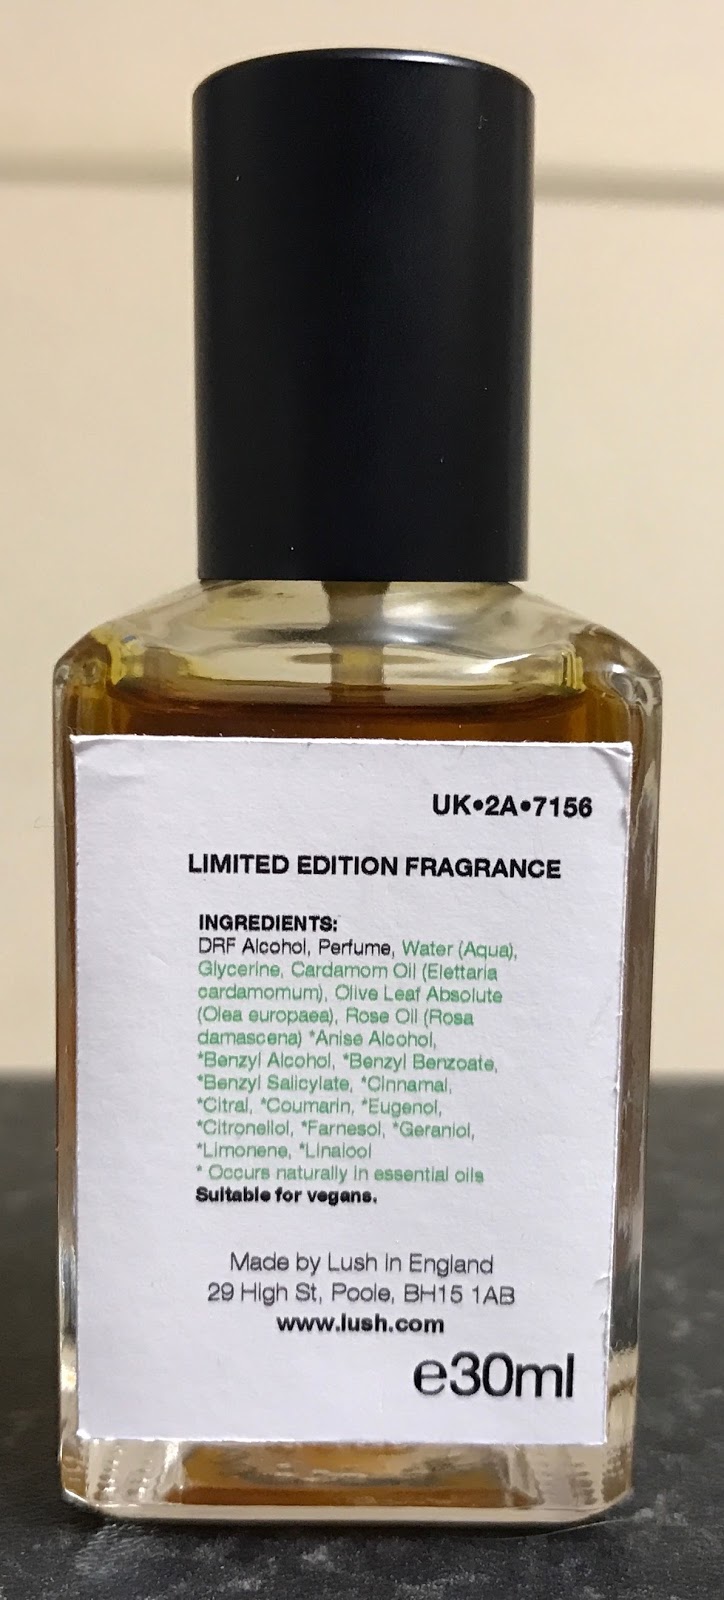 UK•2A•7156
LIMITED EDITION FRAGRANCE
INGREDIENTS:
DRF Alcohol, Perfume, Water (Aqua),
Glycerine, Cardamom Oil (Elettaria
cardamomum), Olive Leaf Absolute
(Olea europaea), Rose Oil (Rosa
damascena) *Anise Alcohol,
*Benzyl Alcohol, *Benzyl Benzoate,
*Benzyl Salicylate, *Cinnamal,
*Citral, *Coumarin, *Eugenol,
*Citronellol, *Farnesol, *Geraniol,
*Limonene, *Linalool
* Occurs naturally in essential oils
Suitable for vegans.
Made by Lush in England
29 High St, Poole, BH15 1AB
www.lush.com
e30ml